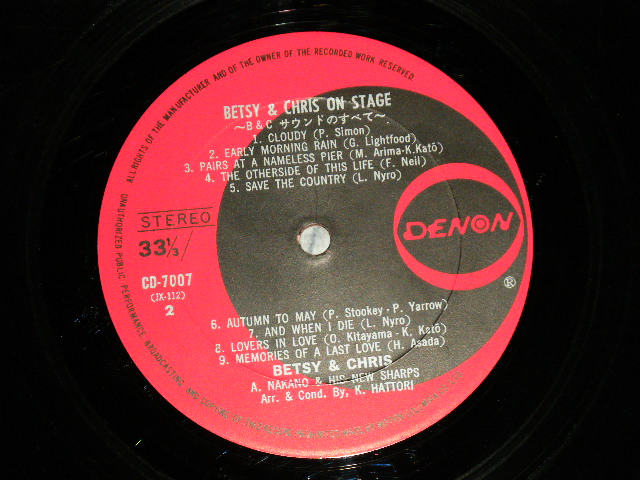 ALL RIGHTS OF THE MANUFACTURER AND OF THE OWNER OF THE RECORDED WORK RESERVED
BETSY & CHRIS ON STAGE
〜B&C サウンドのすべて〜
1. CLOUDY (P. Simon)
2. EARLY MORNING RAIN (G. Lightfood)
3. PAIRS AT A NAMELESS PIER (M. Arima-K.Katō)
4. THE OTHERSIDE OF THIS LIFE (F. Neil)
5. SAVE THE COUNTRY (L. Nyro)
STEREO
33⅓
DENON
®
CD-7007
(JX-112)
2
6. AUTUMN TO MAY (P. Stookey - P. Yarrow)
7. AND WHEN I DIE (L. Nyro)
8. LOVERS IN LOVE (O. Kitayama - K. Katō)
9. MEMORIES OF A LAST LOVE (H. Asada)
BETSY & CHRIS
A. NAKANO & HIS NEW SHARPS
Arr. & Cond. By, K. HATTORI
UNAUTHORIZED PUBLIC PERFORMANCE BROADCASTING AND COPYING OF